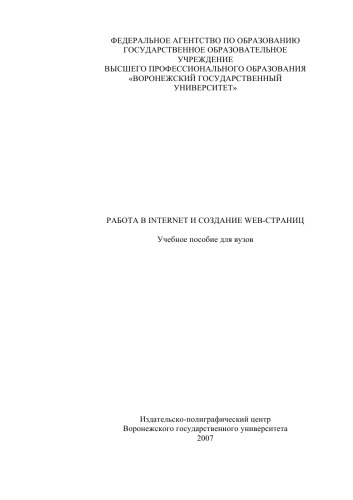 ФЕДЕРАЛЬНОЕ АГЕНТСТВО ПО ОБРАЗОВАНИЮ
ГОСУДАРСТВЕННОЕ ОБРАЗОВАТЕЛЬНОЕ
УЧРЕЖДЕНИЕ
ВЫСШЕГО ПРОФЕССИОНАЛЬНОГО ОБРАЗОВАНИЯ
«ВОРОНЕЖСКИЙ ГОСУДАРСТВЕННЫЙ
УНИВЕРСИТЕТ»
РАБОТА В INTERNET И СОЗДАНИЕ WEB-СТРАНИЦ
Учебное пособие для вузов
Издательско-полиграфический центр
Воронежского государственного университета
2007